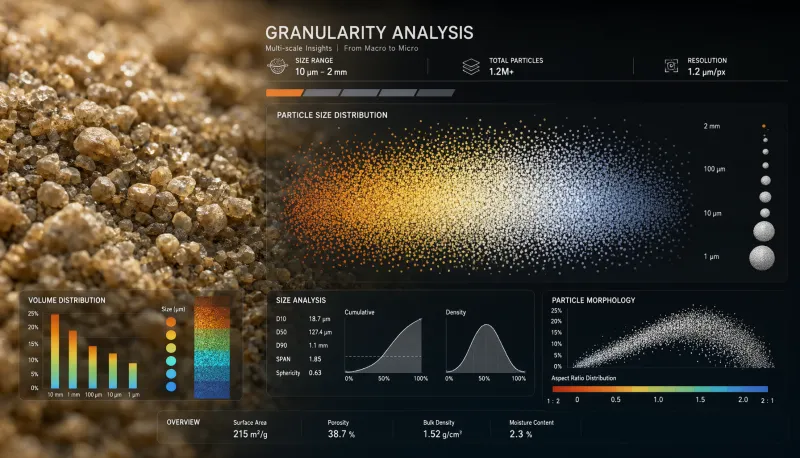 GRANULARITY ANALYSIS
Multi-scale Insights | From Macro to Micro
SIZE RANGE
10 µm – 2 mm
TOTAL PARTICLES
1.2M+
RESOLUTION
1.2 µm/px
PARTICLE SIZE DISTRIBUTION
2 mm
100 µm
10 µm
1 µm
VOLUME DISTRIBUTION
25%
20%
15%
10%
5%
0%
10 mm 1 mm 100 µm 10 µm 1 µm
Size (µm)
SIZE ANALYSIS
D10 18.7 µm
D50 127.4 µm
D90 1.1 mm
SPAN 1.85
Sphericity 0.63
Cumulative
0% 50% 100%
Density
0% 50% 100%
PARTICLE MORPHOLOGY
25%
20%
15%
10%
5%
0%
Aspect Ratio Distribution
1 : 2 0 0.5 1.0 1.5 2.0 2 : 1
OVERVIEW
Surface Area
215 m²/g
Porosity
38.7 %
Bulk Density
1.52 g/cm³
Moisture Content
2.3 %